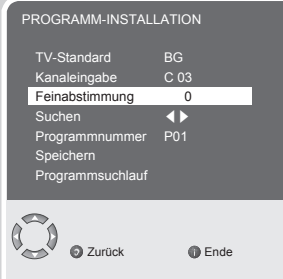 PROGRAMM-INSTALLATION
TV-Standard BG
Kanaleingabe C 03
Feinabstimmung 0
Suchen
Programmnummer P01
Speichern
Programmsuchlauf
Zurück Ende